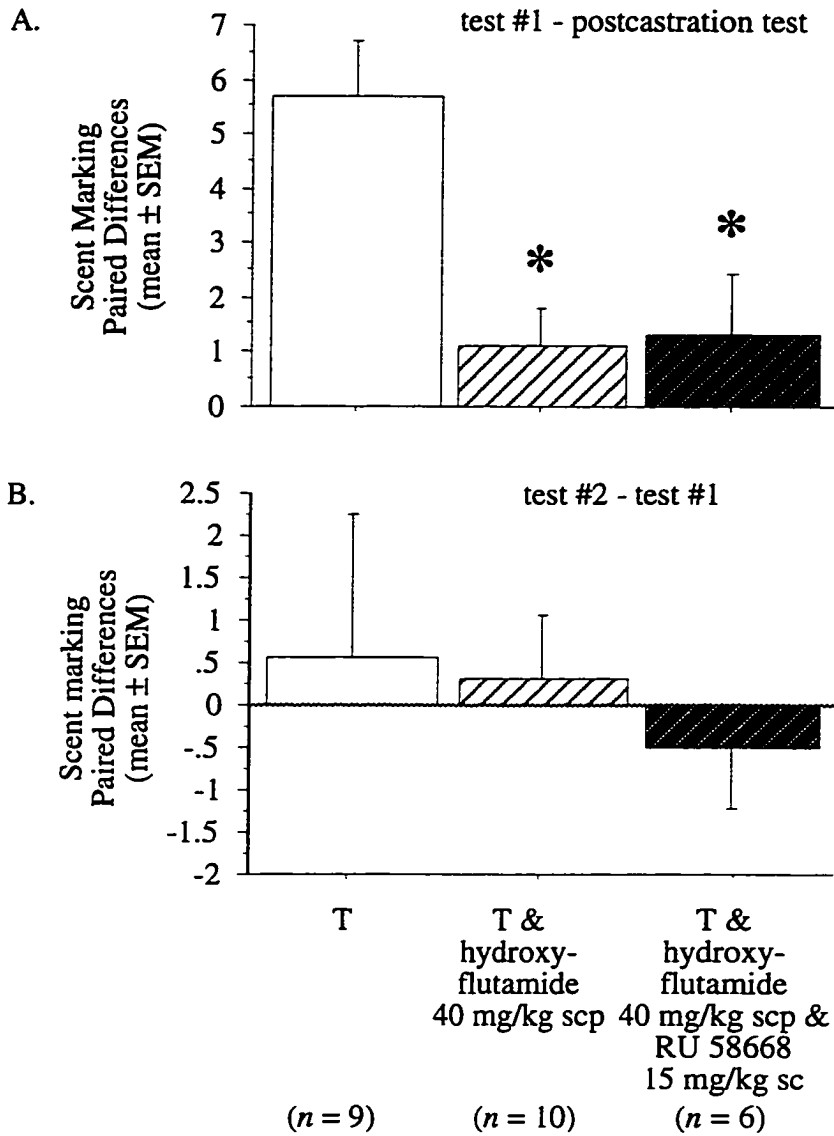 A.
test #1 - postcastration test
Scent Marking
Paired Differences
(mean ± SEM)
7
6
5
4
3
2
1
0
*
*
B.
test #2 - test #1
Scent marking
Paired Differences
(mean ± SEM)
2.5
2
1.5
1
.5
0
-.5
-1
-1.5
-2
T
T &
hydroxy-
flutamide
40 mg/kg scp
T &
hydroxy-
flutamide
40 mg/kg scp &
RU 58668
15 mg/kg sc
(n = 9)
(n = 10)
(n = 6)